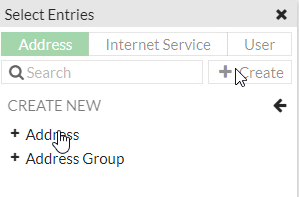 Select Entries
Address Internet Service User
Search + Create
CREATE NEW
+ Address
+ Address Group